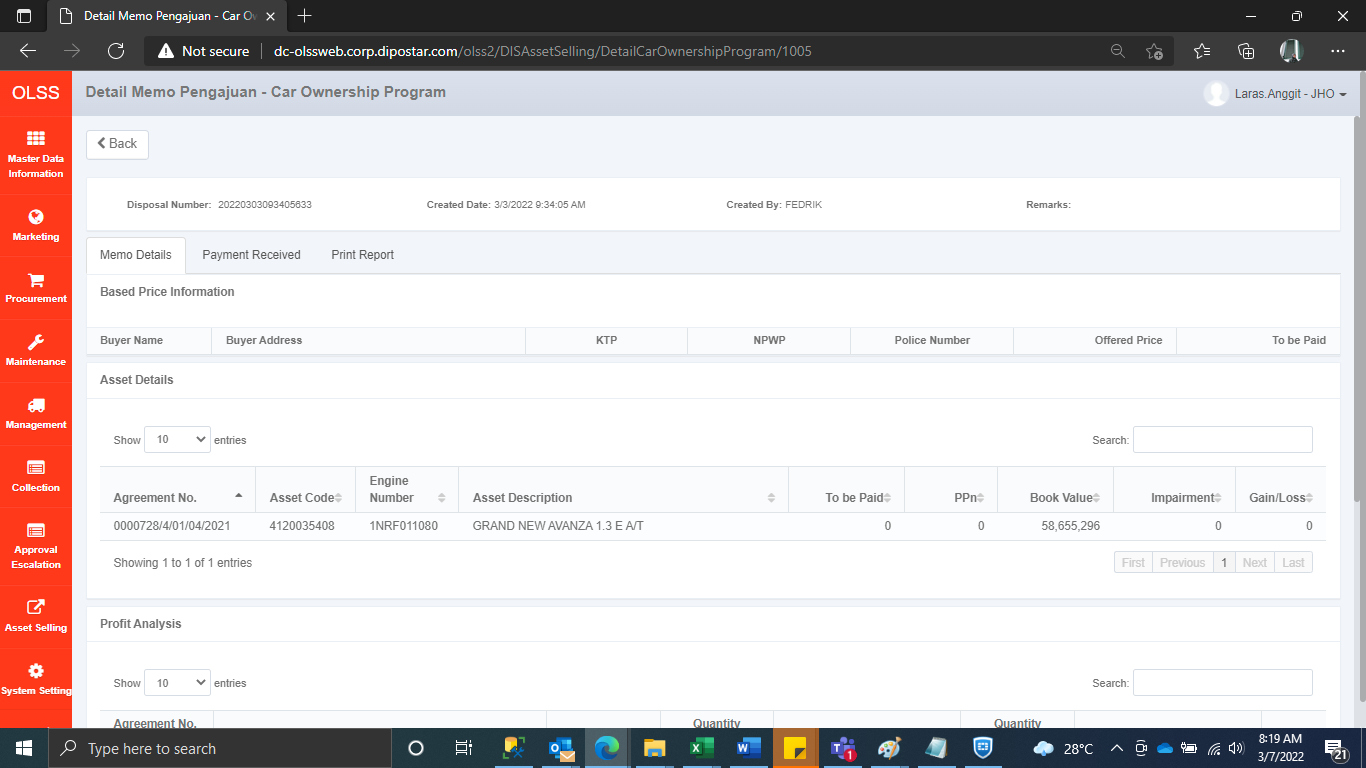 Detail Memo Pengajuan - Car Ow
Not secure | dc-olssweb.corp.dipostar.com/olss2/DISAssetSelling/DetailCarOwnershipProgram/1005
OLSS
Detail Memo Pengajuan - Car Ownership Program
Laras.Anggit - JHO
Back
Master Data
Information
Marketing
Procurement
Maintenance
Management
Collection
Approval
Escalation
Asset Selling
System Setting
Disposal Number: 20220303093405633 Created Date: 3/3/2022 9:34:05 AM Created By: FEDRIK Remarks:
Memo Details Payment Received Print Report
Based Price Information
Buyer Name Buyer Address KTP NPWP Police Number Offered Price To be Paid
Asset Details
Show 10 entries Search:
Agreement No. Asset Code Engine Number Asset Description To be Paid PPn Book Value Impairment Gain/Loss
0000728/4/01/04/2021 4120035408 1NRF011080 GRAND NEW AVANZA 1.3 E A/T 0 0 58,655,296 0 0
Showing 1 to 1 of 1 entries First Previous 1 Next Last
Profit Analysis
Show 10 entries Search:
Agreement No. Quantity Quantity
Type here to search
1
28°C
8:19 AM
3/7/2022
21